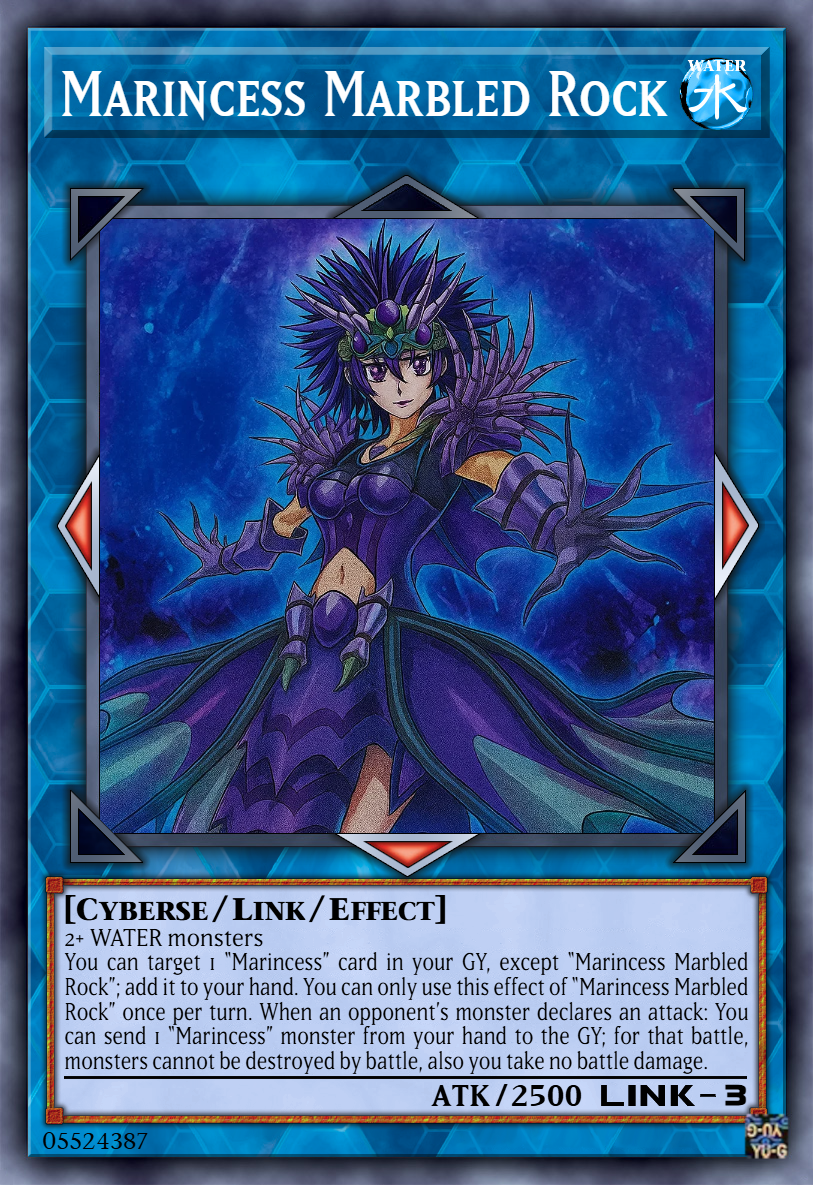 Marincess Marbled Rock
WATER
水
[Cyberse/Link/Effect]
2+ WATER monsters
You can target 1 “Marincess” card in your GY, except “Marincess Marbled
Rock”; add it to your hand. You can only use this effect of “Marincess Marbled
Rock” once per turn. When an opponent’s monster declares an attack: You
can send 1 “Marincess” monster from your hand to the GY; for that battle,
monsters cannot be destroyed by battle, also you take no battle damage.
ATK/2500 LINK-3
05524387
YU-G
YU-G